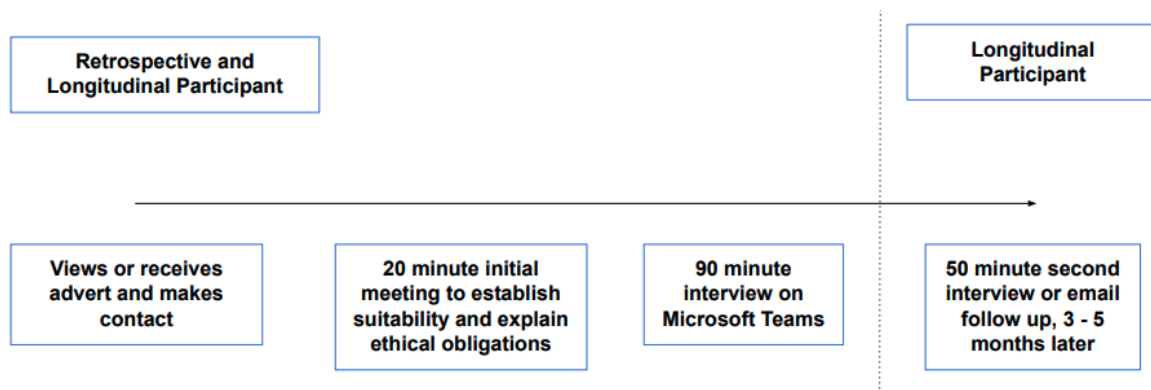 Retrospective and
Longitudinal Participant
Longitudinal
Participant
Views or receives
advert and makes
contact
20 minute initial
meeting to establish
suitability and explain
ethical obligations
90 minute
interview on
Microsoft Teams
50 minute second
interview or email
follow up, 3 - 5
months later